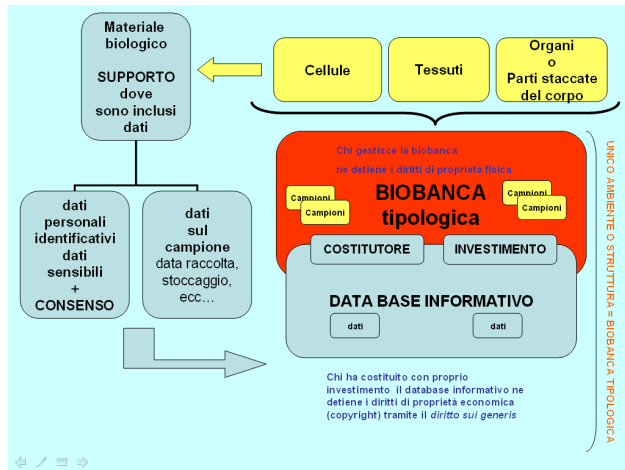 Materiale
biologico
SUPPORTO
dove
sono inclusi
dati
Cellule
Tessuti
Organi
o
Parti staccate
del corpo
Chi gestisce la biobanca
ne detiene i diritti di proprietà fisica
BIOBANCA
tipologica
Campioni
Campioni
Campioni
Campioni
COSTITUTORE
INVESTIMENTO
DATA BASE INFORMATIVO
dati
dati
dati
personali
identificativi
dati
sensibili
+
CONSENSO
dati
sul
campione
data raccolta,
stoccaggio,
ecc...
Chi ha costituito con proprio
investimento il database informativo ne
detiene i diritti di proprietà economica
(copyright) tramite il diritto sui generis
UNICO AMBIENTE O STRUTTURA = BIOBANCA TIPOLOGICA